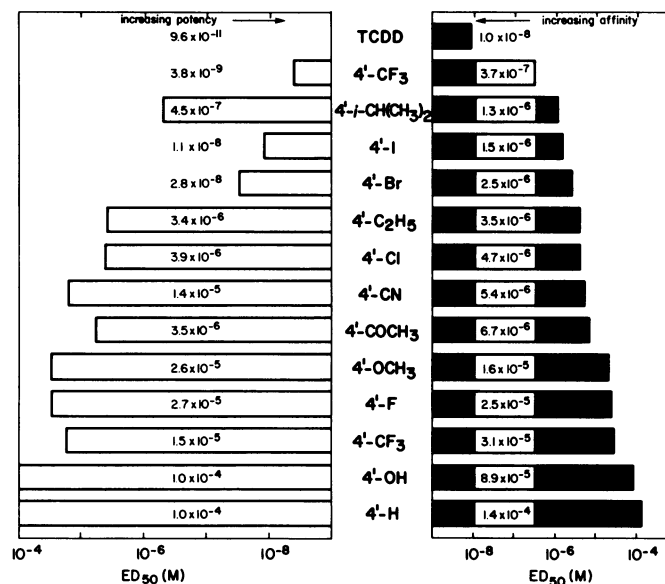 increasing potency → increasing affinity ←
9.6 x 10-11 TCDD 1.0 x 10-8
3.8 x 10-9 4'-CF3 3.7 x 10-7
4.5 x 10-7 4'-i-CH(CH3)2 1.3 x 10-6
1.1 x 10-8 4'-I 1.5 x 10-6
2.8 x 10-8 4'-Br 2.5 x 10-6
3.4 x 10-6 4'-C2H5 3.5 x 10-6
3.9 x 10-6 4'-Cl 4.7 x 10-6
1.4 x 10-5 4'-CN 5.4 x 10-6
3.5 x 10-6 4'-COCH3 6.7 x 10-6
2.6 x 10-5 4'-OCH3 1.6 x 10-5
2.7 x 10-5 4'-F 2.5 x 10-5
1.5 x 10-5 4'-CF3 3.1 x 10-5
1.0 x 10-4 4'-OH 8.9 x 10-5
1.0 x 10-4 4'-H 1.4 x 10-4
10-4 10-6 10-8 10-8 10-6 10-4
ED50 (M) ED50 (M)